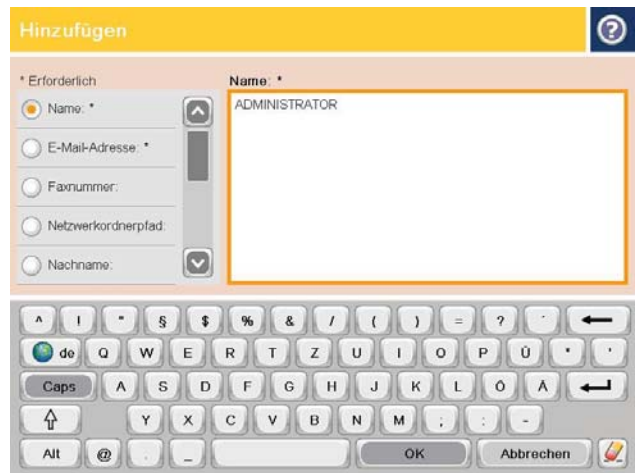 Hinzufügen
* Erforderlich
Name: *
Name: *
ADMINISTRATOR
E-Mail-Adresse: *
Faxnummer:
Netzwerkordnerpfad:
Nachname:
^ ! " § $ % & / ( ) = ? ` ←
de Q W E R T Z U I O P Ü * '
Caps A S D F G H J K L Ö Ä
Y X C V B N M ; : -
Alt @ . _ OK Abbrechen